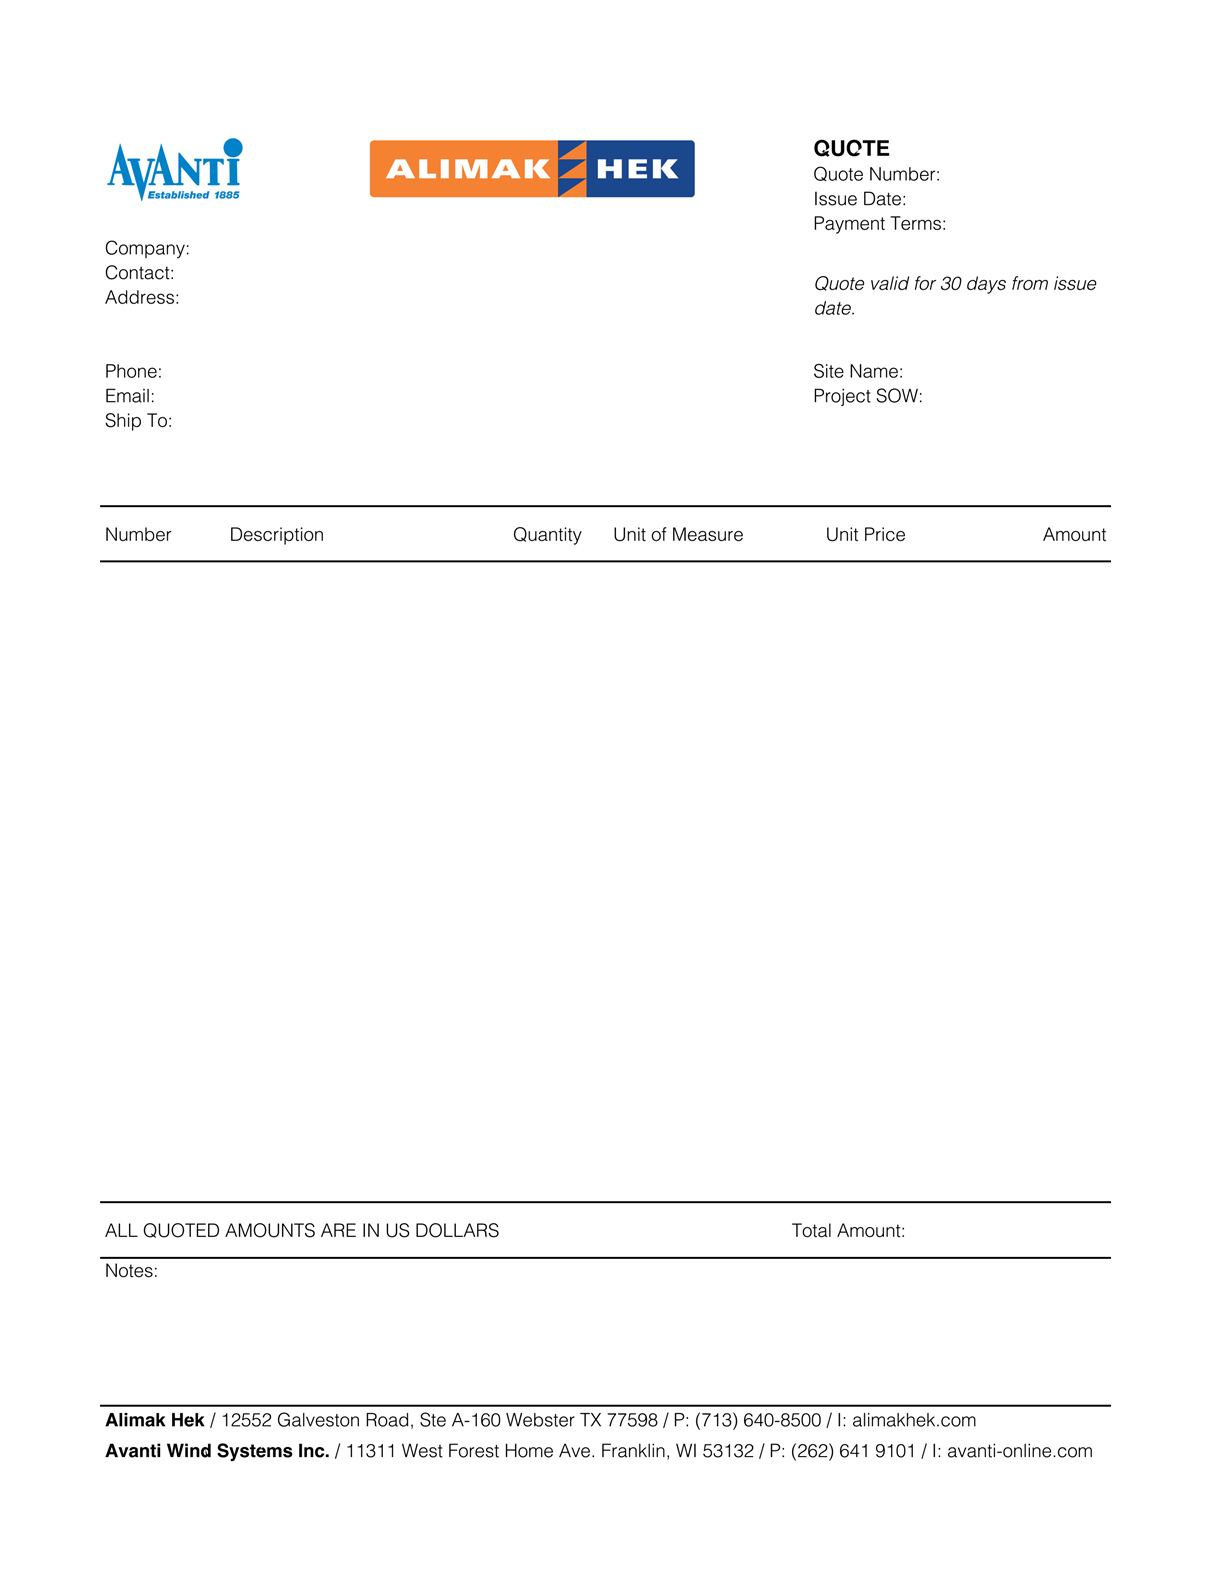 AVANTi
Established 1885
ALIMAK HEK
QUOTE
Quote Number:
Issue Date:
Payment Terms:
Company:
Contact:
Address:
Quote valid for 30 days from issue
date.
Phone:
Email:
Ship To:
Site Name:
Project SOW:
Number Description Quantity Unit of Measure Unit Price Amount
ALL QUOTED AMOUNTS ARE IN US DOLLARS Total Amount:
Notes:
Alimak Hek / 12552 Galveston Road, Ste A-160 Webster TX 77598 / P: (713) 640-8500 / I: alimakhek.com
Avanti Wind Systems Inc. / 11311 West Forest Home Ave. Franklin, WI 53132 / P: (262) 641 9101 / I: avanti-online.com